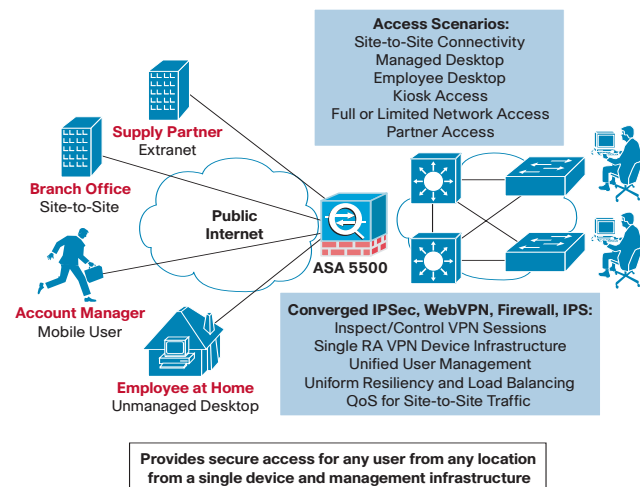 Access Scenarios:
Site-to-Site Connectivity
Managed Desktop
Employee Desktop
Kiosk Access
Full or Limited Network Access
Partner Access
Supply Partner
Extranet
Branch Office
Site-to-Site
Public
Internet
ASA 5500
Account Manager
Mobile User
Employee at Home
Unmanaged Desktop
Converged IPSec, WebVPN, Firewall, IPS:
Inspect/Control VPN Sessions
Single RA VPN Device Infrastructure
Unified User Management
Uniform Resiliency and Load Balancing
QoS for Site-to-Site Traffic
Provides secure access for any user from any location
from a single device and management infrastructure